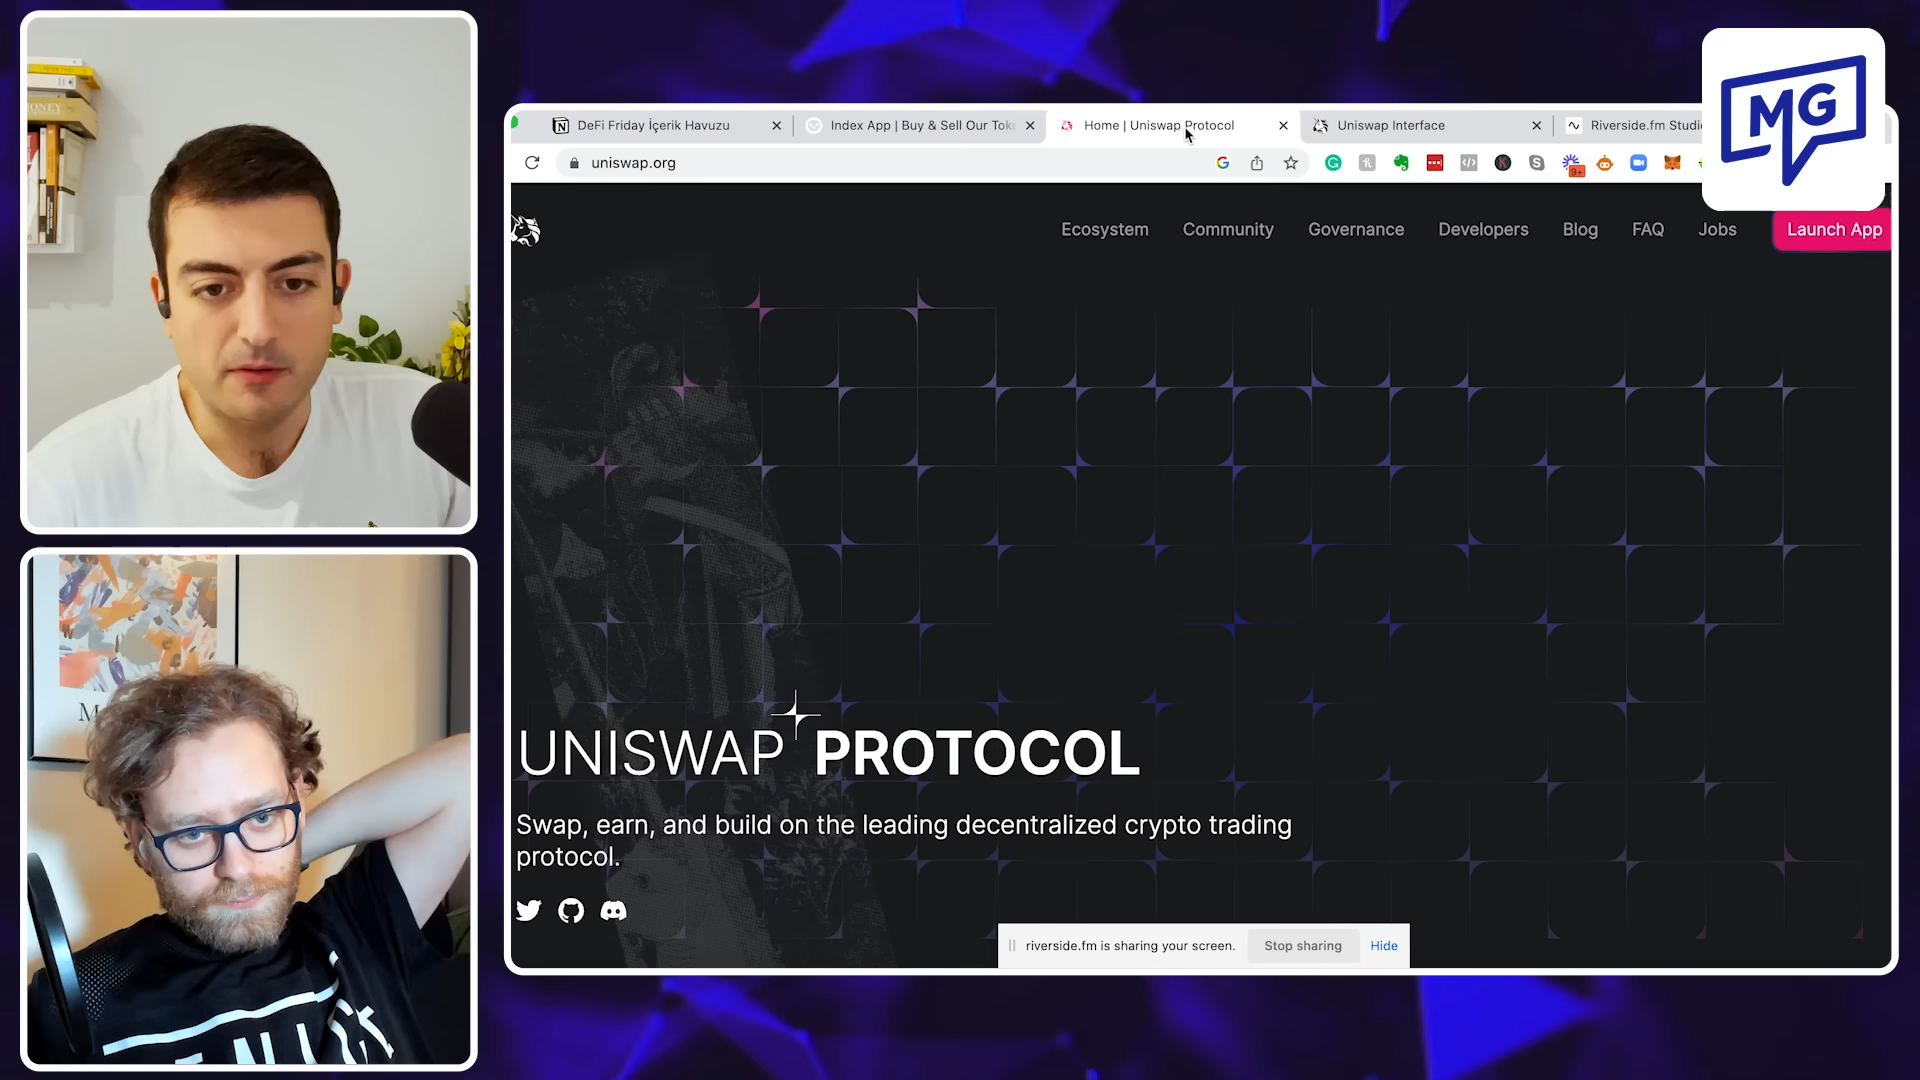 MG
DeFi Friday İçerik Havuzu
Index App | Buy & Sell Our Toke
Home | Uniswap Protocol
Uniswap Interface
Riverside.fm Studi
uniswap.org
9+
Ecosystem
Community
Governance
Developers
Blog
FAQ
Jobs
Launch App
UNISWAP PROTOCOL
Swap, earn, and build on the leading decentralized crypto trading
protocol.
riverside.fm is sharing your screen.
Stop sharing
Hide